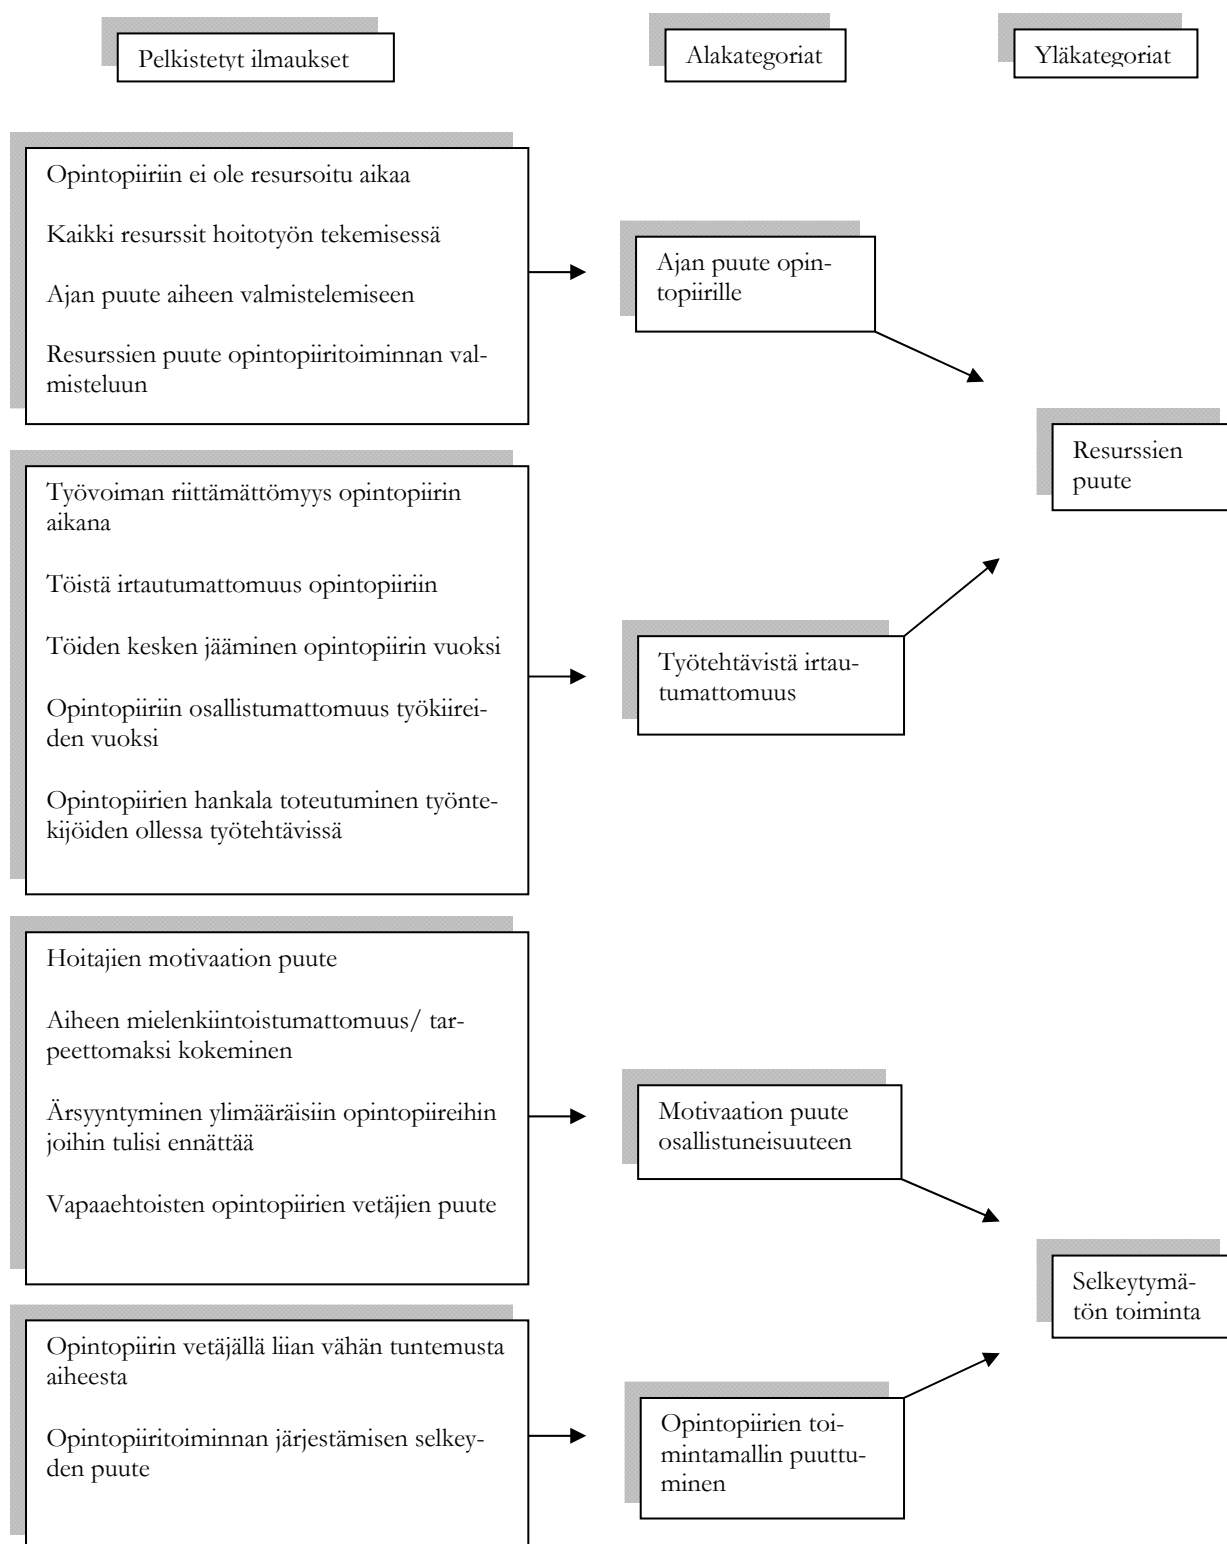 Pelkistetyt ilmaukset
Alakategoriat
Yläkategoriat
Opintopiiriin ei ole resursoitu aikaa
Kaikki resurssit hoitotyön tekemisessä
Ajan puute aiheen valmistelemiseen
Resurssien puute opintopiiritoiminnan val-
misteluun
Ajan puute opin-
topiirille
Resurssien
puute
Työvoiman riittämättömyys opintopiirin
aikana
Töistä irtautumattomuus opintopiiriin
Töiden kesken jääminen opintopiirin vuoksi
Opintopiiriin osallistumattomuus työkiirei-
den vuoksi
Opintopiirien hankala toteutuminen työnte-
kijöiden ollessa työtehtävissä
Työtehtävistä irtau-
tumattomuus
Hoitajien motivaation puute
Aiheen mielenkiintoistumattomuus/ tar-
peettomaksi kokeminen
Ärsyyntyminen ylimääräisiin opintopiireihin
joihin tulisi ennättää
Vapaaehtoisten opintopiirien vetäjien puute
Motivaation puute
osallistuneisuuteen
Selkeytymä-
tön toiminta
Opintopiirin vetäjällä liian vähän tuntemusta
aiheesta
Opintopiiritoiminnan järjestämisen selkey-
den puute
Opintopiirien toi-
mintamallin puuttu-
minen